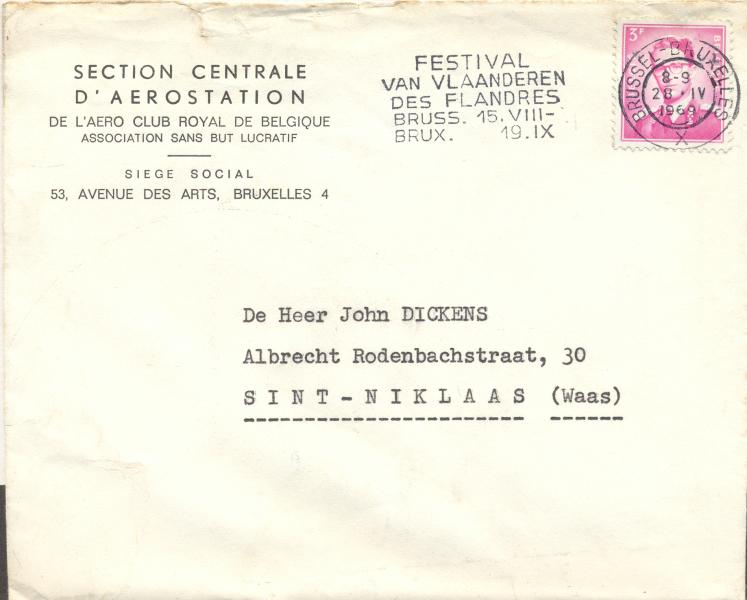 SECTION CENTRALE
D'AEROSTATION
DE L'AERO CLUB ROYAL DE BELGIQUE
ASSOCIATION SANS BUT LUCRATIF
SIEGE SOCIAL
53, AVENUE DES ARTS, BRUXELLES 4
FESTIVAL
VAN VLAANDEREN
DES FLANDRES
BRUSS. 15.VIII-
BRUX. 19.IX
3F
BRUSSEL-BRUXELLES
8-9
28 IV
1969
X
De Heer John DICKENS
Albrecht Rodenbachstraat, 30
SINT-NIKLAAS (Waas)